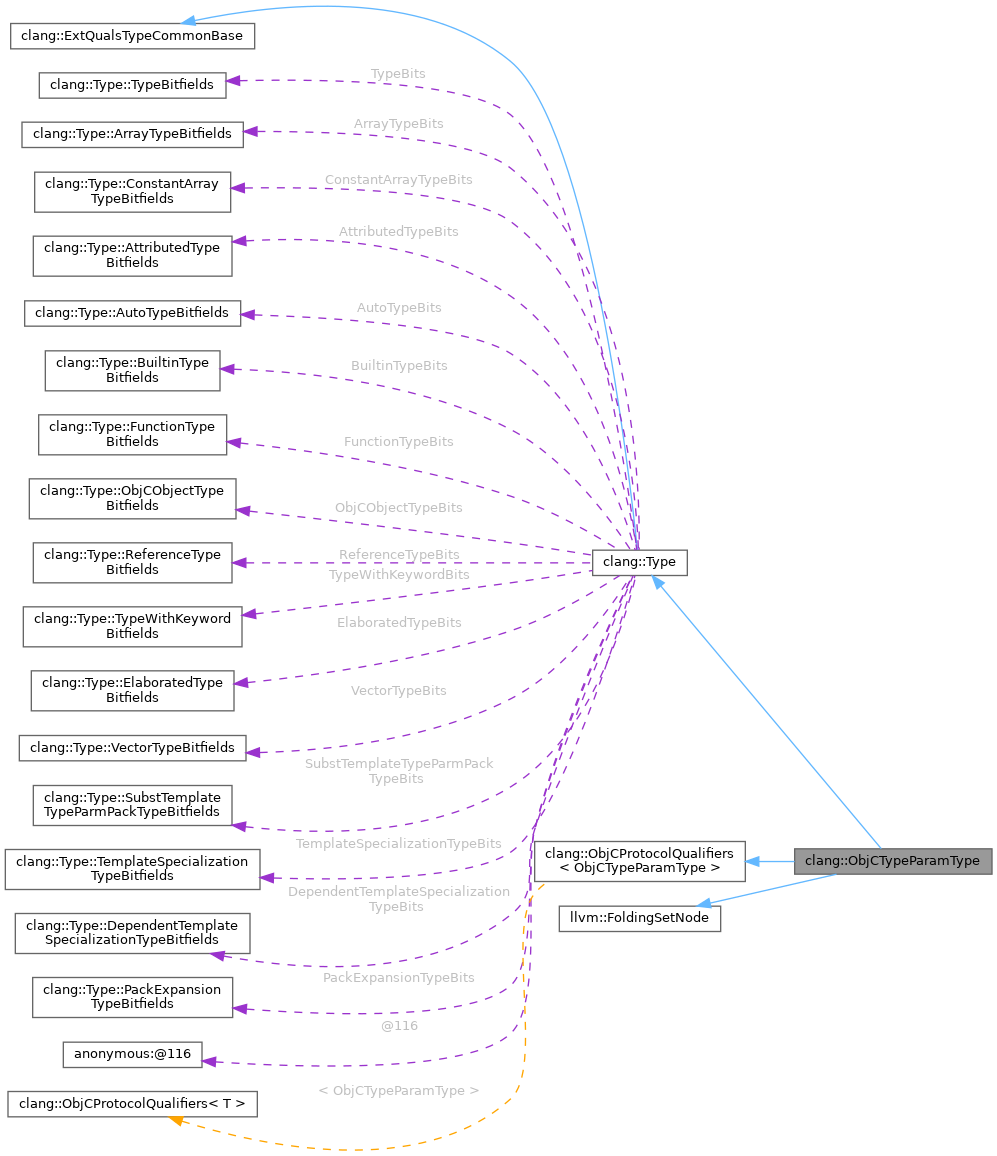 clang::ExtQualsTypeCommonBase
TypeBits
clang::Type::TypeBitfields
ArrayTypeBits
clang::Type::ArrayTypeBitfields
ConstantArrayTypeBits
clang::Type::ConstantArray
TypeBitfields
AttributedTypeBits
clang::Type::AttributedType
Bitfields
AutoTypeBits
clang::Type::AutoTypeBitfields
BuiltinTypeBits
clang::Type::BuiltinType
Bitfields
FunctionTypeBits
clang::Type::FunctionType
Bitfields
ObjCObjectTypeBits
clang::Type::ObjCObjectType
Bitfields
ReferenceTypeBits
clang::Type::ReferenceType
Bitfields
clang::Type
TypeWithKeywordBits
clang::Type::TypeWithKeyword
Bitfields
ElaboratedTypeBits
clang::Type::ElaboratedType
Bitfields
VectorTypeBits
clang::Type::VectorTypeBitfields
SubstTemplateTypeParmPack
TypeBits
clang::Type::SubstTemplate
TypeParmPackTypeBitfields
TemplateSpecializationTypeBits
clang::Type::TemplateSpecialization
TypeBitfields
clang::ObjCProtocolQualifiers
< ObjCTypeParamType >
clang::ObjCTypeParamType
DependentTemplateSpecialization
TypeBits
llvm::FoldingSetNode
clang::Type::DependentTemplate
SpecializationTypeBitfields
PackExpansionTypeBits
clang::Type::PackExpansion
TypeBitfields
@116
anonymous:@116
< ObjCTypeParamType >
clang::ObjCProtocolQualifiers< T >